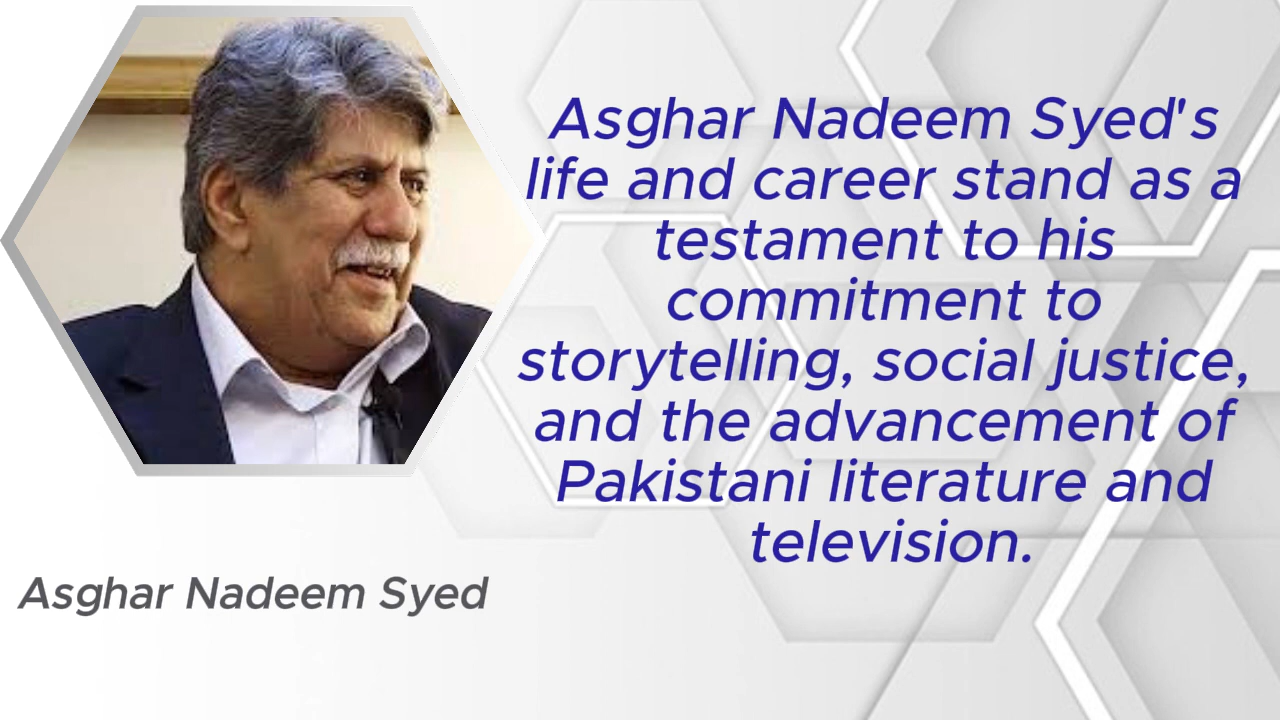 Asghar Nadeem Syed's
life and career stand as a
testament to his
commitment to
storytelling, social justice,
and the advancement of
Pakistani literature and
television.
Asghar Nadeem Syed